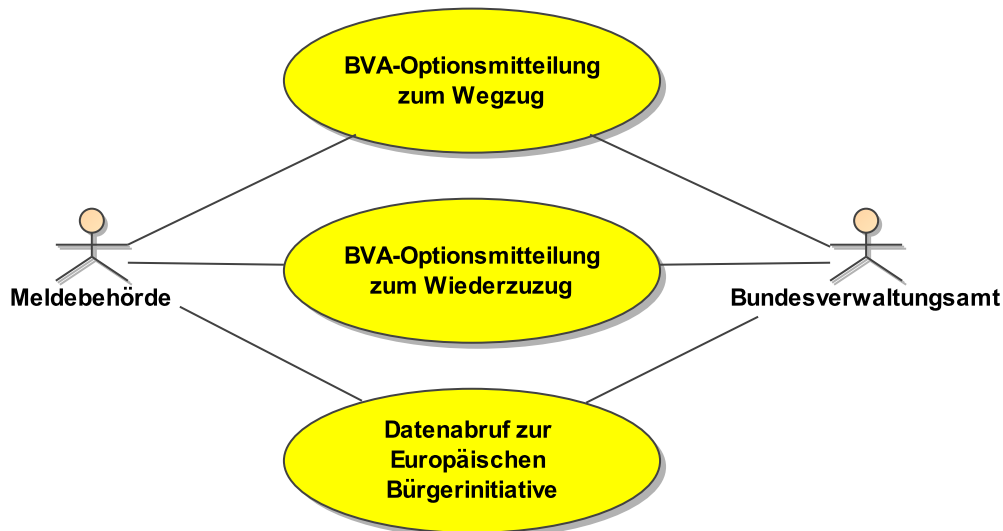 BVA-Optionsmitteilung
zum Wegzug
BVA-Optionsmitteilung
zum Wiederzuzug
Meldebehörde
Bundesverwaltungsamt
Datenabruf zur
Europäischen
Bürgerinitiative